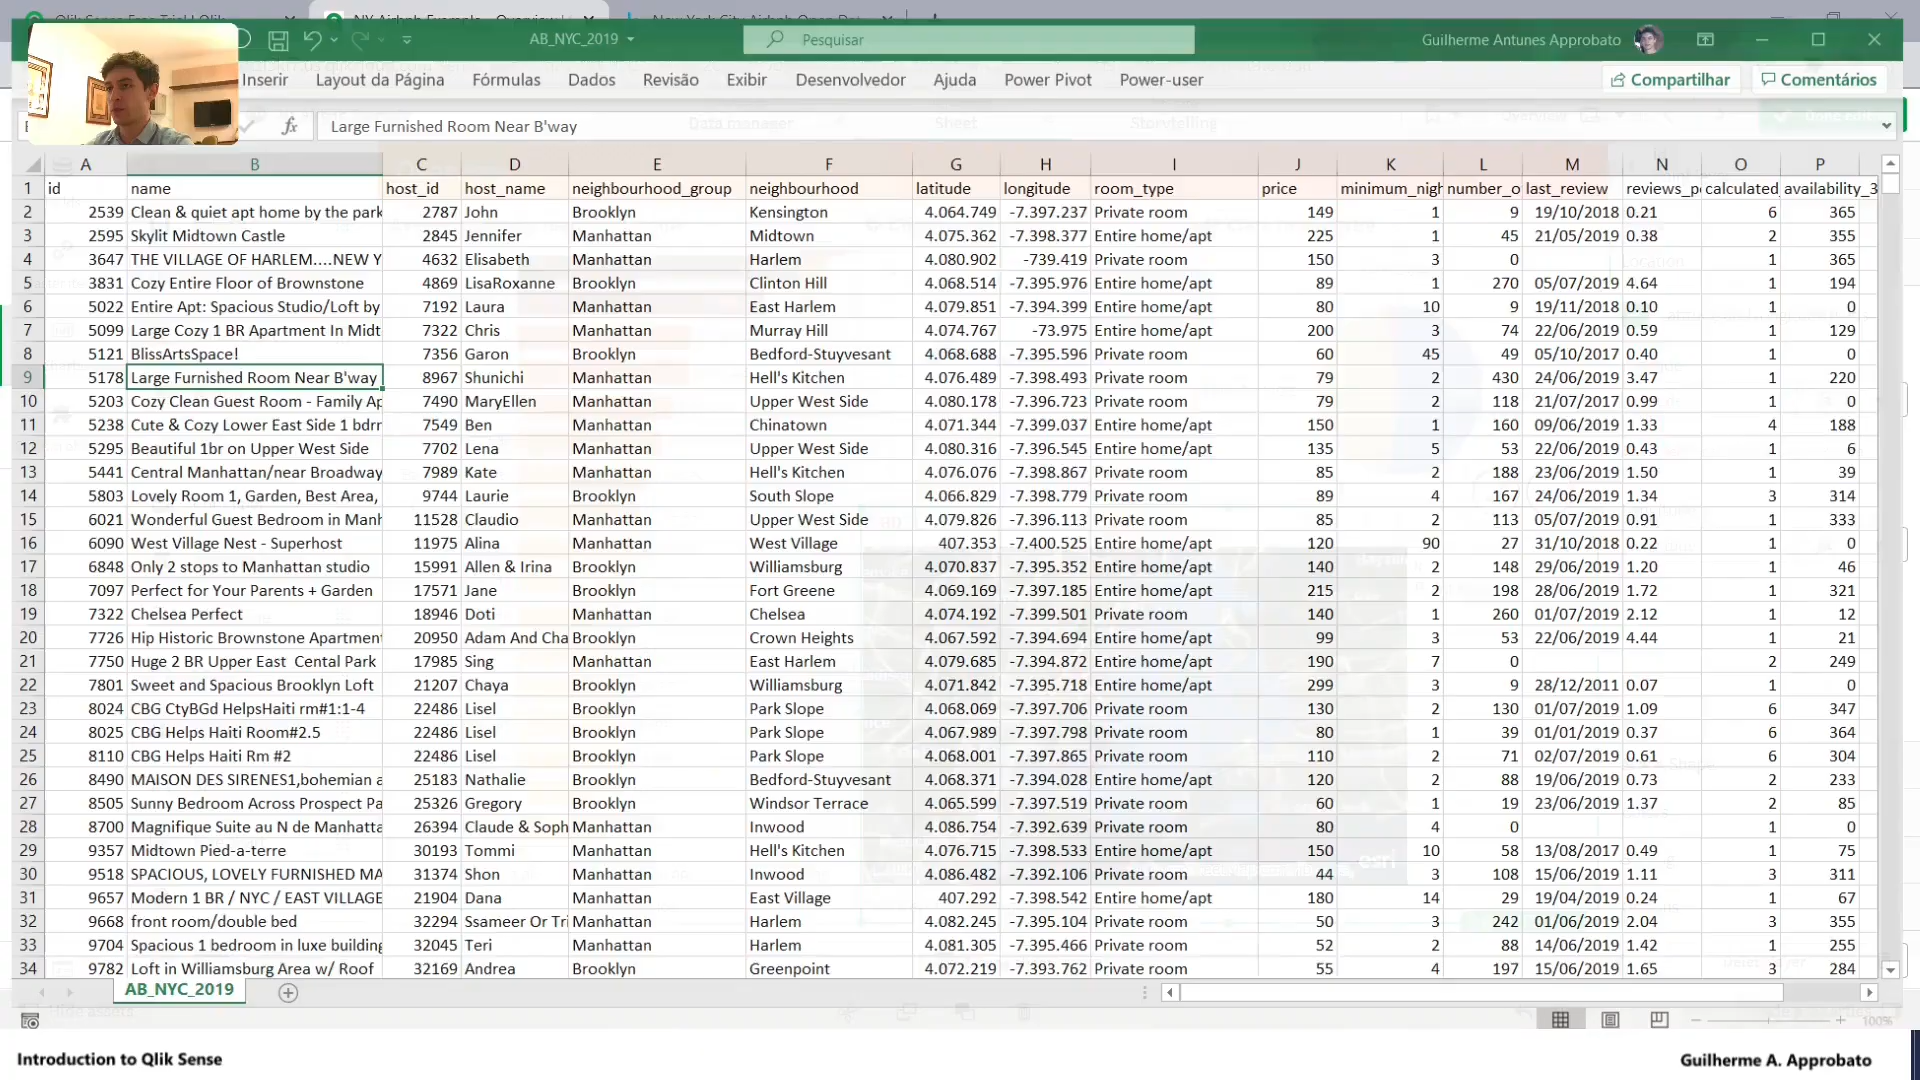 AB_NYC_2019
Pesquisar
Guilherme Antunes Approbato
Inserir
Layout da Página
Fórmulas
Dados
Revisão
Exibir
Desenvolvedor
Ajuda
Power Pivot
Power-user
Compartilhar
Comentários
fx
Large Furnished Room Near B'way
A B C D E F G H I J K L M N O P
1 id name host_id host_name neighbourhood_group neighbourhood latitude longitude room_type price minimum_nigh number_o last_review reviews_pe calculated availability_3
2 2539 Clean & quiet apt home by the park 2787 John Brooklyn Kensington 4.064.749 -7.397.237 Private room 149 1 9 19/10/2018 0.21 6 365
3 2595 Skylit Midtown Castle 2845 Jennifer Manhattan Midtown 4.075.362 -7.398.377 Entire home/apt 225 1 45 21/05/2019 0.38 2 355
4 3647 THE VILLAGE OF HARLEM....NEW Y 4632 Elisabeth Manhattan Harlem 4.080.902 -739.419 Private room 150 3 0 1 365
5 3831 Cozy Entire Floor of Brownstone 4869 LisaRoxanne Brooklyn Clinton Hill 4.068.514 -7.395.976 Entire home/apt 89 1 270 05/07/2019 4.64 1 194
6 5022 Entire Apt: Spacious Studio/Loft by 7192 Laura Manhattan East Harlem 4.079.851 -7.394.399 Entire home/apt 80 10 9 19/11/2018 0.10 1 0
7 5099 Large Cozy 1 BR Apartment In Midt 7322 Chris Manhattan Murray Hill 4.074.767 -73.975 Entire home/apt 200 3 74 22/06/2019 0.59 1 129
8 5121 BlissArtsSpace! 7356 Garon Brooklyn Bedford-Stuyvesant 4.068.688 -7.395.596 Private room 60 45 49 05/10/2017 0.40 1 0
9 5178 Large Furnished Room Near B'way 8967 Shunichi Manhattan Hell's Kitchen 4.076.489 -7.398.493 Private room 79 2 430 24/06/2019 3.47 1 220
10 5203 Cozy Clean Guest Room - Family Ap 7490 MaryEllen Manhattan Upper West Side 4.080.178 -7.396.723 Private room 79 2 118 21/07/2017 0.99 1 0
11 5238 Cute & Cozy Lower East Side 1 bdrr 7549 Ben Manhattan Chinatown 4.071.344 -7.399.037 Entire home/apt 150 1 160 09/06/2019 1.33 4 188
12 5295 Beautiful 1br on Upper West Side 7702 Lena Manhattan Upper West Side 4.080.316 -7.396.545 Entire home/apt 135 5 53 22/06/2019 0.43 1 6
13 5441 Central Manhattan/near Broadway 7989 Kate Manhattan Hell's Kitchen 4.076.076 -7.398.867 Private room 85 2 188 23/06/2019 1.50 1 39
14 5803 Lovely Room 1, Garden, Best Area, 9744 Laurie Brooklyn South Slope 4.066.829 -7.398.779 Private room 89 4 167 24/06/2019 1.34 3 314
15 6021 Wonderful Guest Bedroom in Manh 11528 Claudio Manhattan Upper West Side 4.079.826 -7.396.113 Private room 85 2 113 05/07/2019 0.91 1 333
16 6090 West Village Nest - Superhost 11975 Alina Manhattan West Village 407.353 -7.400.525 Entire home/apt 120 90 27 31/10/2018 0.22 1 0
17 6848 Only 2 stops to Manhattan studio 15991 Allen & Irina Brooklyn Williamsburg 4.070.837 -7.395.352 Entire home/apt 140 2 148 29/06/2019 1.20 1 46
18 7097 Perfect for Your Parents + Garden 17571 Jane Brooklyn Fort Greene 4.069.169 -7.397.185 Entire home/apt 215 2 198 28/06/2019 1.72 1 321
19 7322 Chelsea Perfect 18946 Doti Manhattan Chelsea 4.074.192 -7.399.501 Private room 140 1 260 01/07/2019 2.12 1 12
20 7726 Hip Historic Brownstone Apartment 20950 Adam And Cha Brooklyn Crown Heights 4.067.592 -7.394.694 Entire home/apt 99 3 53 22/06/2019 4.44 1 21
21 7750 Huge 2 BR Upper East Cental Park 17985 Sing Manhattan East Harlem 4.079.685 -7.394.872 Entire home/apt 190 7 0 2 249
22 7801 Sweet and Spacious Brooklyn Loft 21207 Chaya Brooklyn Williamsburg 4.071.842 -7.395.718 Entire home/apt 299 3 9 28/12/2011 0.07 1 0
23 8024 CBG CtyBGd HelpsHaiti rm#1:1-4 22486 Lisel Brooklyn Park Slope 4.068.069 -7.397.706 Private room 130 2 130 01/07/2019 1.09 6 347
24 8025 CBG Helps Haiti Room#2.5 22486 Lisel Brooklyn Park Slope 4.067.989 -7.397.798 Private room 80 1 39 01/01/2019 0.37 6 364
25 8110 CBG Helps Haiti Rm #2 22486 Lisel Brooklyn Park Slope 4.068.001 -7.397.865 Private room 110 2 71 02/07/2019 0.61 6 304
26 8490 MAISON DES SIRENES1,bohemian a 25183 Nathalie Brooklyn Bedford-Stuyvesant 4.068.371 -7.394.028 Entire home/apt 120 2 88 19/06/2019 0.73 2 233
27 8505 Sunny Bedroom Across Prospect Pa 25326 Gregory Brooklyn Windsor Terrace 4.065.599 -7.397.519 Private room 60 1 19 23/06/2019 1.37 2 85
28 8700 Magnifique Suite au N de Manhatta 26394 Claude & Soph Manhattan Inwood 4.086.754 -7.392.639 Private room 80 4 0 1 0
29 9357 Midtown Pied-a-terre 30193 Tommi Manhattan Hell's Kitchen 4.076.715 -7.398.533 Entire home/apt 150 10 58 13/08/2017 0.49 1 75
30 9518 SPACIOUS, LOVELY FURNISHED MA 31374 Shon Manhattan Inwood 4.086.482 -7.392.106 Private room 44 3 108 15/06/2019 1.11 3 311
31 9657 Modern 1 BR / NYC / EAST VILLAGE 21904 Dana Manhattan East Village 407.292 -7.398.542 Entire home/apt 180 14 29 19/04/2019 0.24 1 67
32 9668 front room/double bed 32294 Ssameer Or Tri Manhattan Harlem 4.082.245 -7.395.104 Private room 50 3 242 01/06/2019 2.04 3 355
33 9704 Spacious 1 bedroom in luxe building 32045 Teri Manhattan Harlem 4.081.305 -7.395.466 Private room 52 2 88 14/06/2019 1.42 1 255
34 9782 Loft in Williamsburg Area w/ Roof 32169 Andrea Brooklyn Greenpoint 4.072.219 -7.393.762 Private room 55 4 197 15/06/2019 1.65 3 284
AB_NYC_2019
100%
Introduction to Qlik Sense
Guilherme A. Approbato